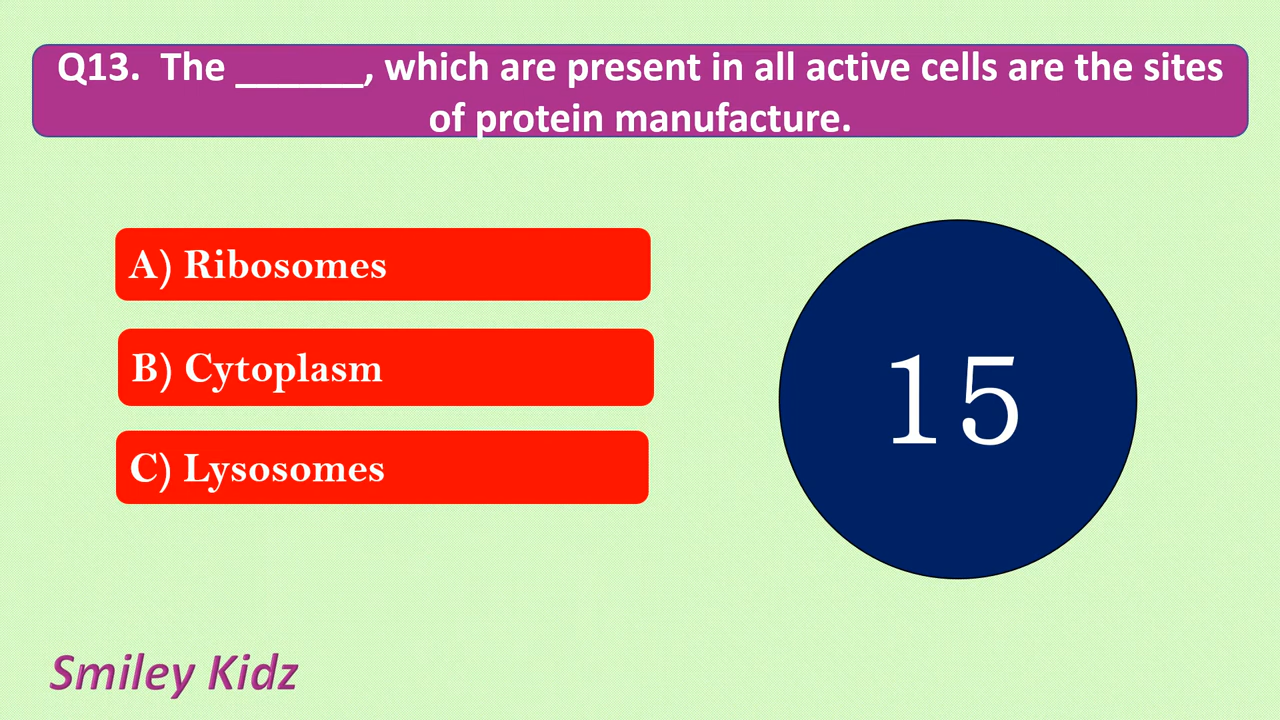 Q13.  The ______, which are present in all active cells are the sites
of protein manufacture.
A) Ribosomes
B) Cytoplasm
C) Lysosomes
15
Smiley Kidz